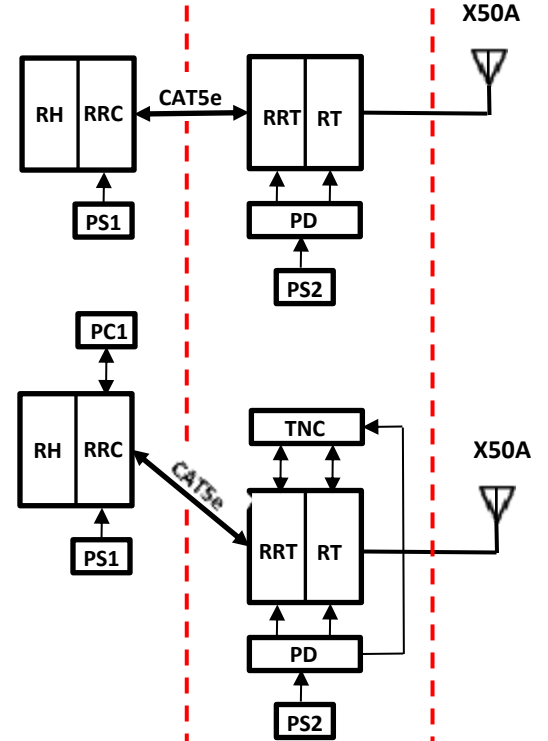 X50A
CAT5e
RH RRC
RRT RT
PS1
PD
PS2
PC1
TNC
RH RRC
CAT5e
X50A
RRT RT
PS1
PD
PS2